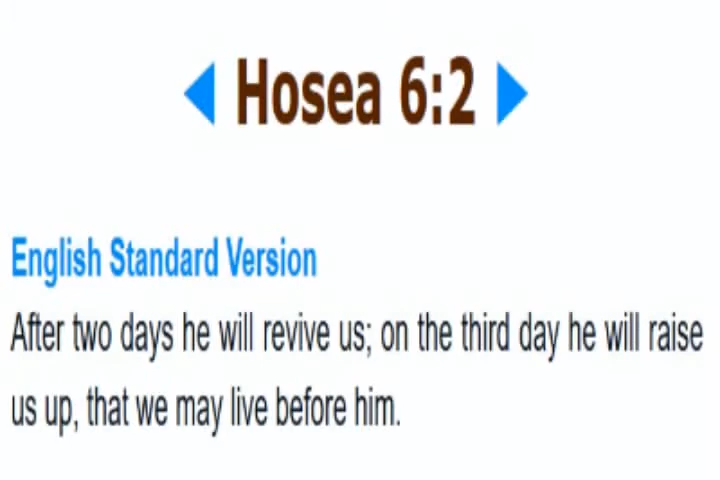 Hosea 6:2
English Standard Version
After two days he will revive us; on the third day he will raise
us up, that we may live before him.